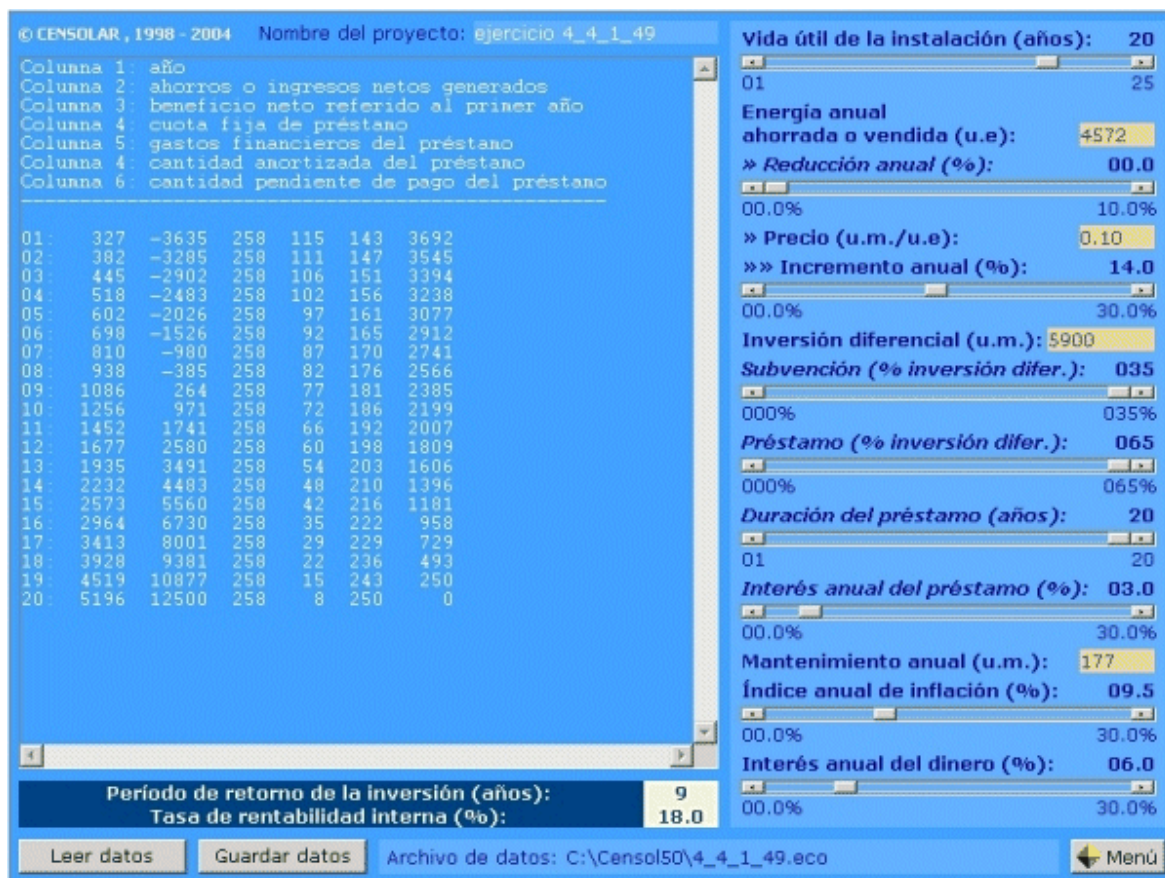 © CENSOLAR , 1998 - 2004 Nombre del proyecto: ejercicio 4_4_1_49
Columna 1: año
Columna 2: ahorros o ingresos netos generados
Columna 3: beneficio neto referido al primer año
Columna 4: cuota fija de préstamo
Columna 5: gastos financieros del préstamo
Columna 4: cantidad amortizada del préstamo
Columna 6: cantidad pendiente de pago del préstamo
------------------------------------------------------
01: 327 -3635 258 115 143 3692
02: 382 -3285 258 111 147 3545
03: 445 -2902 258 106 151 3394
04: 518 -2483 258 102 156 3238
05: 602 -2026 258 97 161 3077
06: 698 -1526 258 92 165 2912
07: 810 -980 258 87 170 2741
08: 938 -385 258 82 176 2566
09: 1086 264 258 77 181 2385
10: 1256 971 258 72 186 2199
11: 1452 1741 258 66 192 2007
12: 1677 2580 258 60 198 1809
13: 1935 3491 258 54 203 1606
14: 2232 4483 258 48 210 1396
15: 2573 5560 258 42 216 1181
16: 2964 6730 258 35 222 958
17: 3413 8001 258 29 229 729
18: 3928 9381 258 22 236 493
19: 4519 10877 258 15 243 250
20: 5196 12500 258 8 250 0
Período de retorno de la inversión (años): 9
Tasa de rentabilidad interna (%): 18.0
Vida útil de la instalación (años): 20
01 25
Energía anual
ahorrada o vendida (u.e): 4572
» Reducción anual (%): 00.0
00.0% 10.0%
» Precio (u.m./u.e): 0.10
»» Incremento anual (%): 14.0
00.0% 30.0%
Inversión diferencial (u.m.): 5900
Subvención (% inversión difer.): 035
000% 035%
Préstamo (% inversión difer.): 065
000% 065%
Duración del préstamo (años): 20
01 20
Interés anual del préstamo (%): 03.0
00.0% 30.0%
Mantenimiento anual (u.m.): 177
Índice anual de inflación (%): 09.5
00.0% 30.0%
Interés anual del dinero (%): 06.0
00.0% 30.0%
Leer datos Guardar datos Archivo de datos: C:\Censol50\4_4_1_49.eco Menú